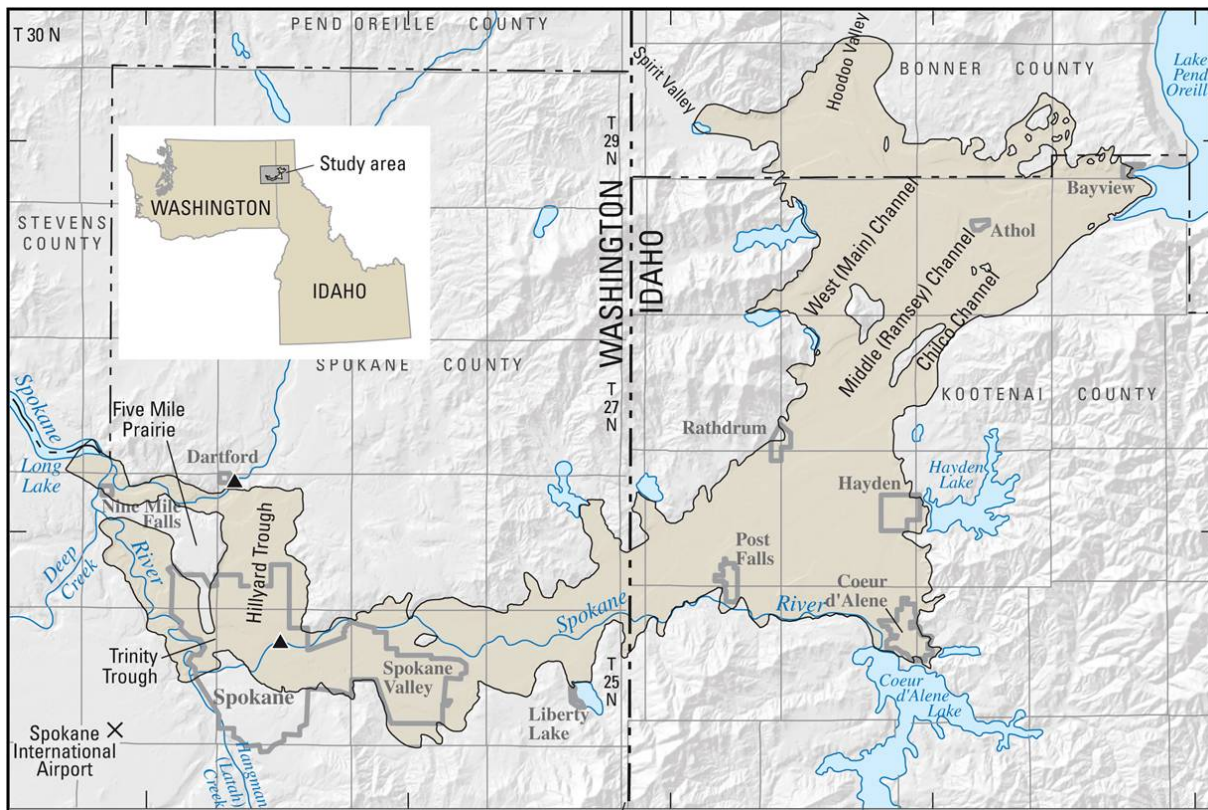 T 30 N
PEND OREILLE COUNTY
Spirit Valley
Hoodoo Valley
BONNER COUNTY
Lake
Pend
Oreille
T
29
N
Study area
WASHINGTON
IDAHO
STEVENS
COUNTY
WASHINGTON
IDAHO
Bayview
Athol
West (Main) Channel
Middle (Ramsey) Channel
Chilco Channel
SPOKANE COUNTY
KOOTENAI COUNTY
T
27
N
Spokane
Five Mile
Prairie
Rathdrum
Long
Lake
Dartford
Hayden
Lake
Hayden
Nine Mile
Falls
Hillyard Trough
Deep
Creek
River
Post
Falls
Coeur
d'Alene
Spokane
River
Trinity
Trough
Spokane
Spokane
Valley
T
25
N
Liberty
Lake
Coeur
d'Alene
Lake
Spokane
International
Airport
Hangman
(Latah)
Creek